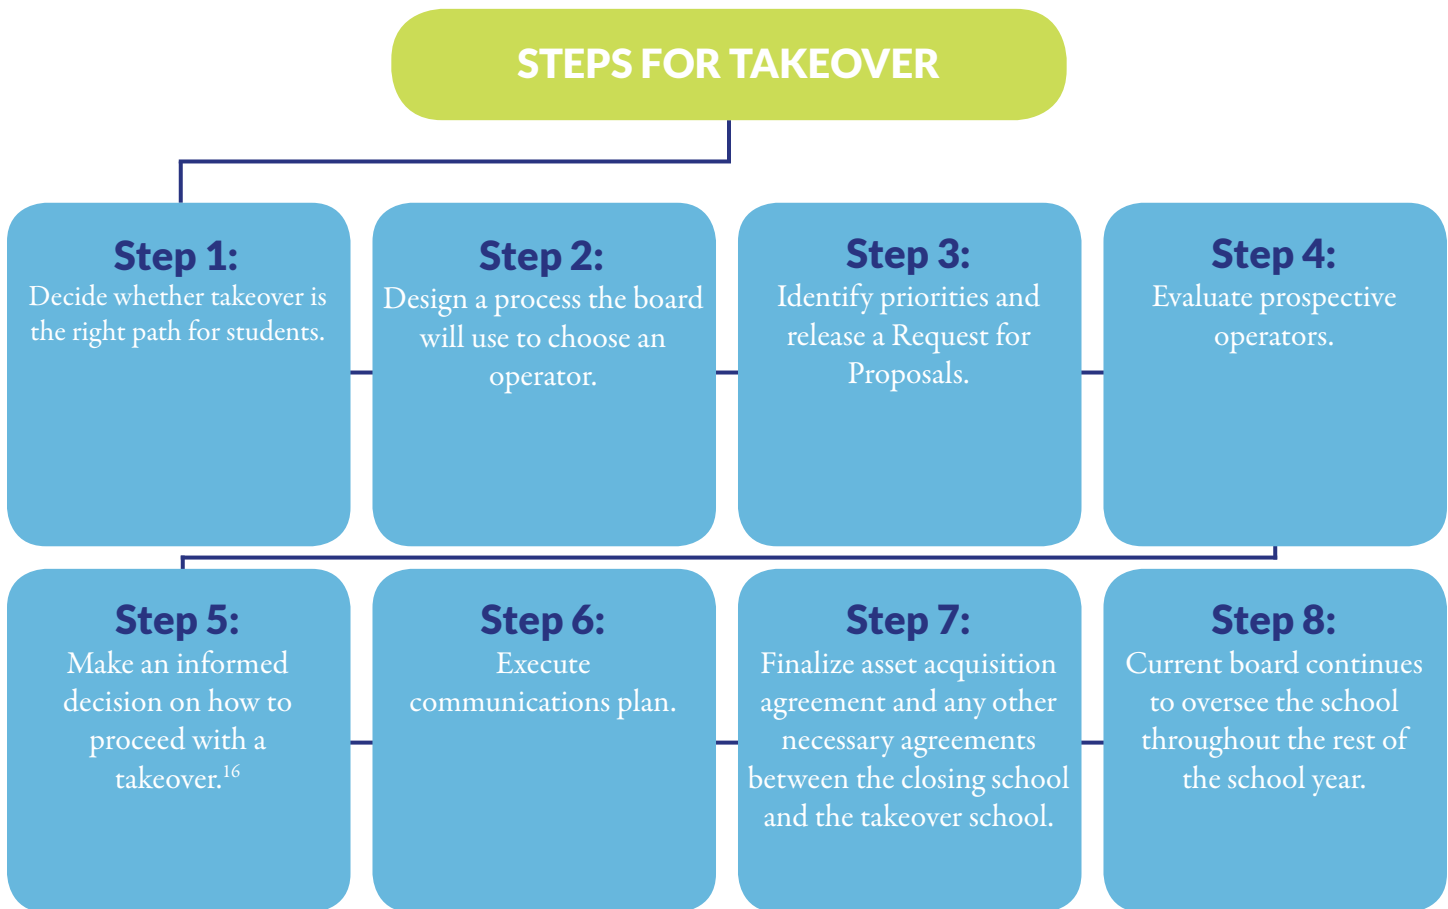 STEPS FOR TAKEOVER
Step 1:
Decide whether takeover is
the right path for students.
Step 2:
Design a process the board
will use to choose an
operator.
Step 3:
Identify priorities and
release a Request for
Proposals.
Step 4:
Evaluate prospective
operators.
Step 5:
Make an informed
decision on how to
proceed with a
takeover.16
Step 6:
Execute
communications plan.
Step 7:
Finalize asset acquisition
agreement and any other
necessary agreements
between the closing school
and the takeover school.
Step 8:
Current board continues
to oversee the school
throughout the rest of
the school year.